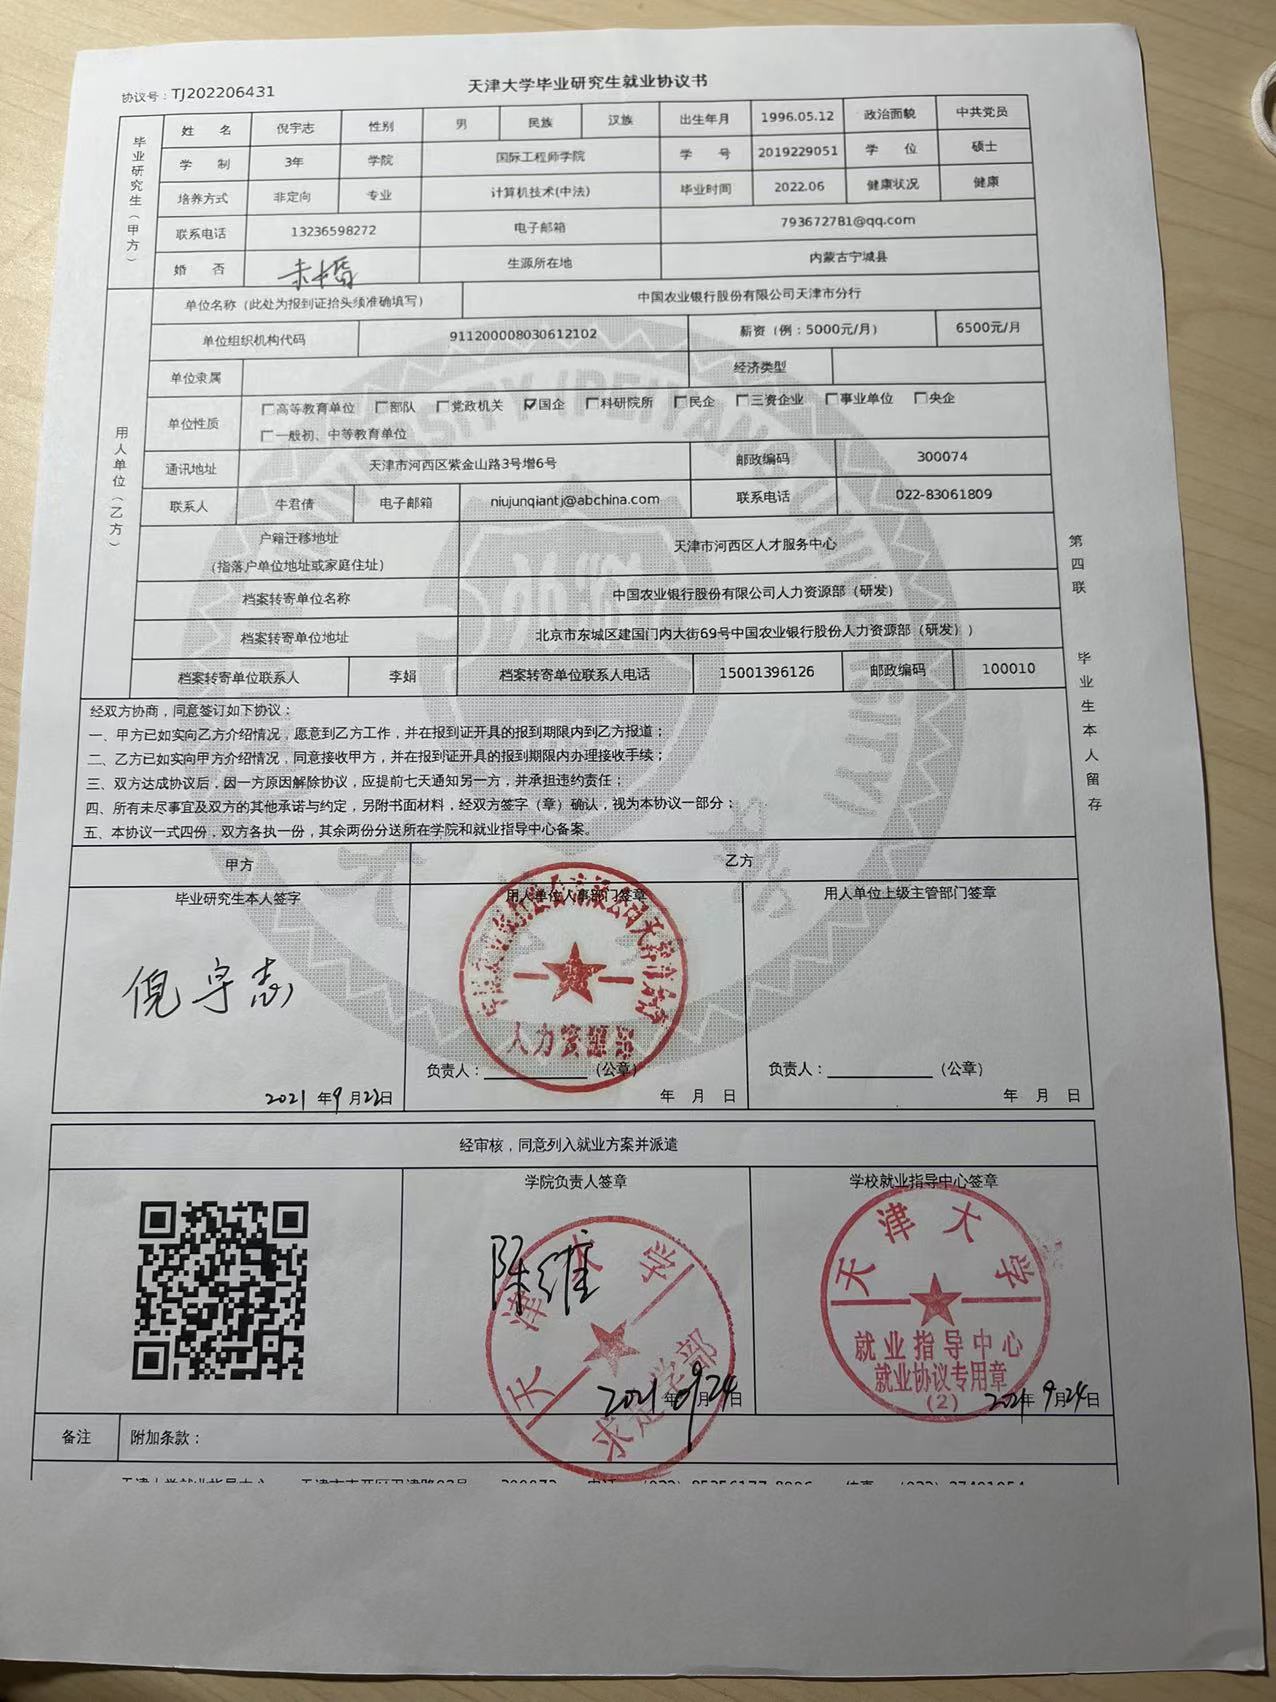 协议号：TJ202206431
天津大学毕业研究生就业协议书
毕业研究生（甲方）
姓 名 倪宇志 性别 男 民族 汉族 出生年月 1996.05.12 政治面貌 中共党员
学 制 3年 学院 国际工程师学院 学 号 2019229051 学 位 硕士
培养方式 非定向 专业 计算机技术(中法) 毕业时间 2022.06 健康状况 健康
联系电话 13236598272 电子邮箱 793672781@qq.com
婚 否 未婚 生源所在地 内蒙古宁城县
用人单位（乙方）
单位名称（此处为报到证抬头须准确填写） 中国农业银行股份有限公司天津市分行
单位组织机构代码 911200008030612102 薪资（例：5000元/月） 6500元/月
单位隶属 经济类型
单位性质 □高等教育单位 □部队 □党政机关 ☑国企 □科研院所 □民企 □三资企业 □事业单位 □央企
□一般初、中等教育单位
通讯地址 天津市河西区紫金山路3号增6号 邮政编码 300074
联系人 牛君倩 电子邮箱 niujunqiantj@abchina.com 联系电话 022-83061809
户籍迁移地址
（指落户单位地址或家庭住址） 天津市河西区人才服务中心
档案转寄单位名称 中国农业银行股份有限公司人力资源部（研发）
档案转寄单位地址 北京市东城区建国门内大街69号中国农业银行股份人力资源部（研发））
档案转寄单位联系人 李娟 档案转寄单位联系人电话 15001396126 邮政编码 100010
第四联 毕业生本人留存
经双方协商，同意签订如下协议：
一、甲方已如实向乙方介绍情况，愿意到乙方工作，并在报到证开具的报到期限内到乙方报道；
二、乙方已如实向甲方介绍情况，同意接收甲方，并在报到证开具的报到期限内办理接收手续；
三、双方达成协议后，因一方原因解除协议，应提前七天通知另一方，并承担违约责任；
四、所有未尽事宜及双方的其他承诺与约定，另附书面材料，经双方签字（章）确认，视为本协议一部分；
五、本协议一式四份，双方各执一份，其余两份分送所在学院和就业指导中心备案。
甲方 乙方
毕业研究生本人签字 用人单位人事部门签章 用人单位上级主管部门签章
倪宇志
人力资源部
负责人： （公章） 负责人： （公章）
2021 年 9 月 22 日 年 月 日 年 月 日
经审核，同意列入就业方案并派遣
学院负责人签章 学校就业指导中心签章
陈维
天津大学
求是学部
天津大学
就业指导中心
就业协议专用章
（2）
2021 年 9 月 24 日 2021 年 9 月 24 日
备注 附加条款：